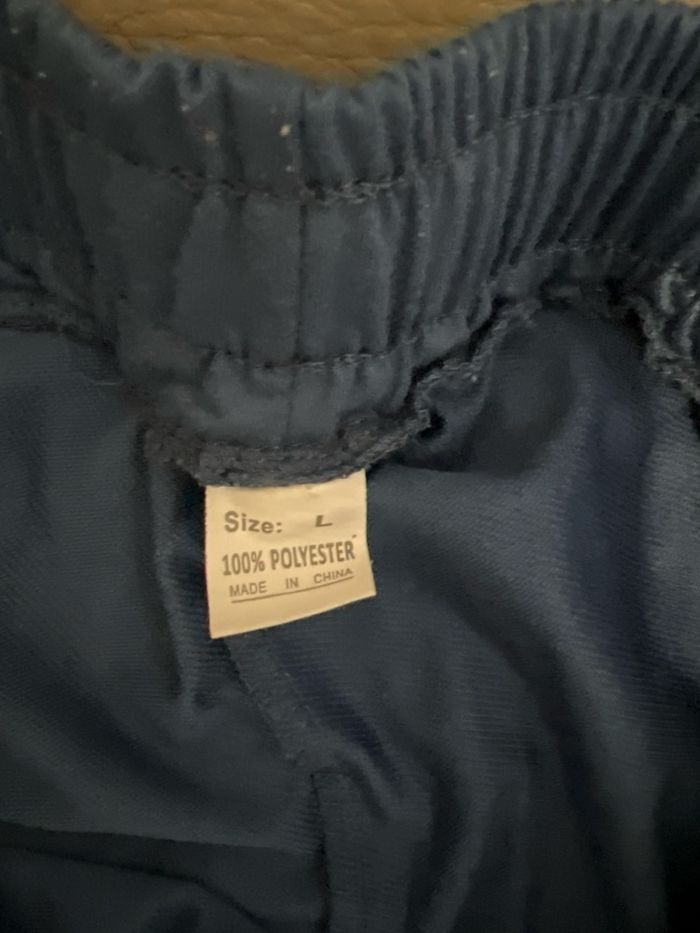 Size: L
100% POLYESTER
MADE IN CHINA